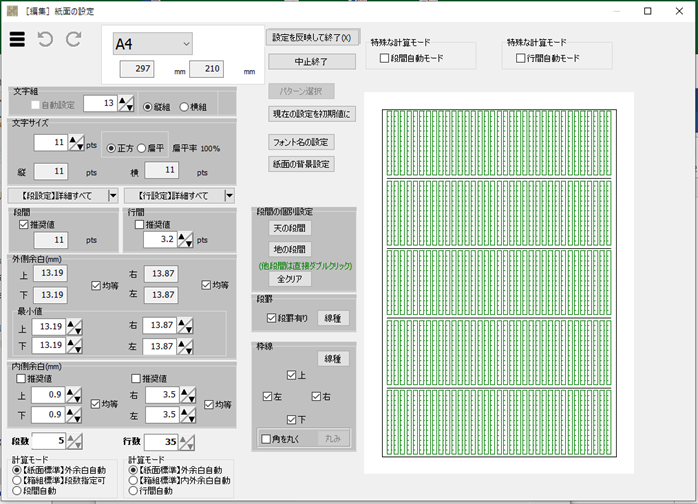 ［編集］紙面の設定
A4
297 mm 210 mm
設定を反映して終了(X)
中止終了
パターン選択
現在の設定を初期値に
フォント名の設定
紙面の背景設定
特殊な計算モード
段間自動モード
特殊な計算モード
行間自動モード
文字組
自動設定 13 縦組 横組
文字サイズ
11 pts 正方 扁平 扁平率 100%
縦 11 pts 横 11 pts
【段設定】詳細すべて 【行設定】詳細すべて
段間
推奨値
11 pts
行間
推奨値
3.2 pts
外側余白(mm)
上 13.19 右 13.87
均等 均等
下 13.19 左 13.87
最小値
上 13.19 右 13.87
下 13.19 左 13.87
内側余白(mm)
推奨値 推奨値
上 0.9 右 3.5
均等 均等
下 0.9 左 3.5
段数 5 行数 35
計算モード
【紙面標準】外余白自動
【箱組標準】段数指定可
段間自動
計算モード
【紙面標準】外余白自動
【箱組標準】内外余白自動
行間自動
段間の個別設定
天の段間
地の段間
(他段間は直接ダブルクリック)
全クリア
段罫
段罫有り 線種
枠線
線種
上
左 右
下
角を丸く 丸み